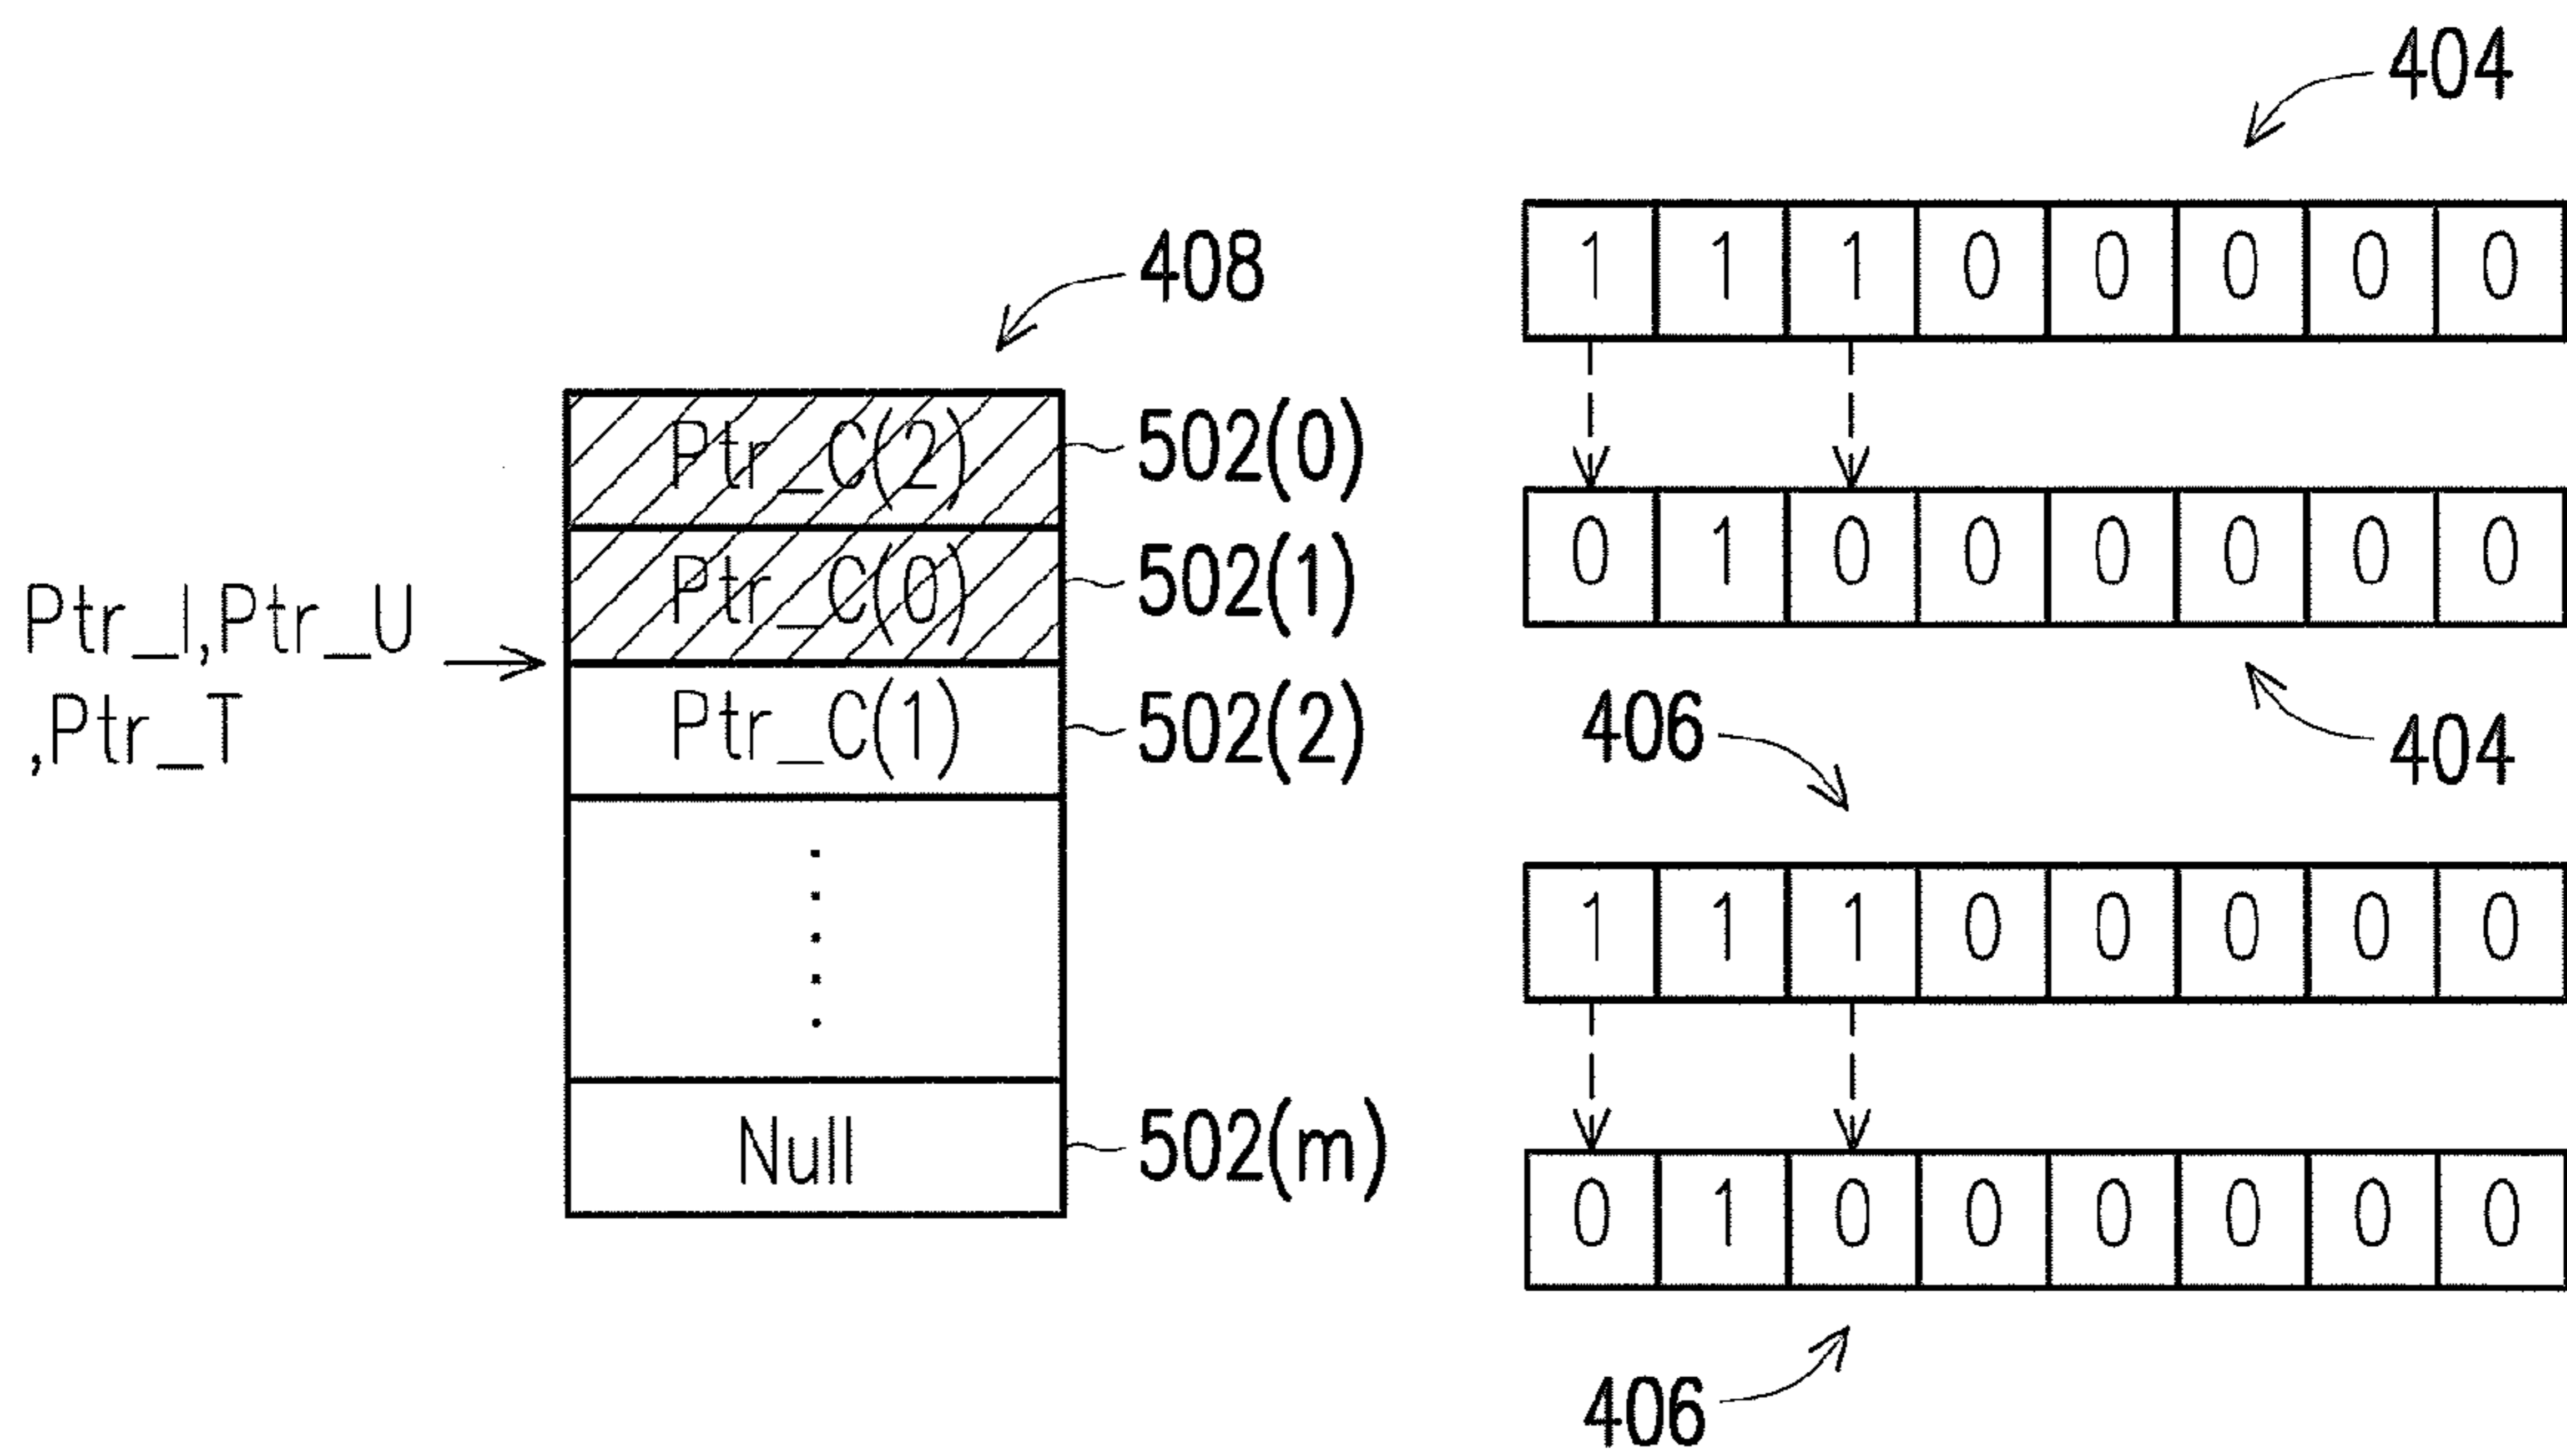 404
1 1 1 0 0 0 0 0
408
Ptr_C(2) 502(0)
0 1 0 0 0 0 0 0
Ptr_C(0) 502(1)
Ptr_I,Ptr_U
,Ptr_T
Ptr_C(1) 502(2)
404
406
1 1 1 0 0 0 0 0
Null 502(m)
0 1 0 0 0 0 0 0
406